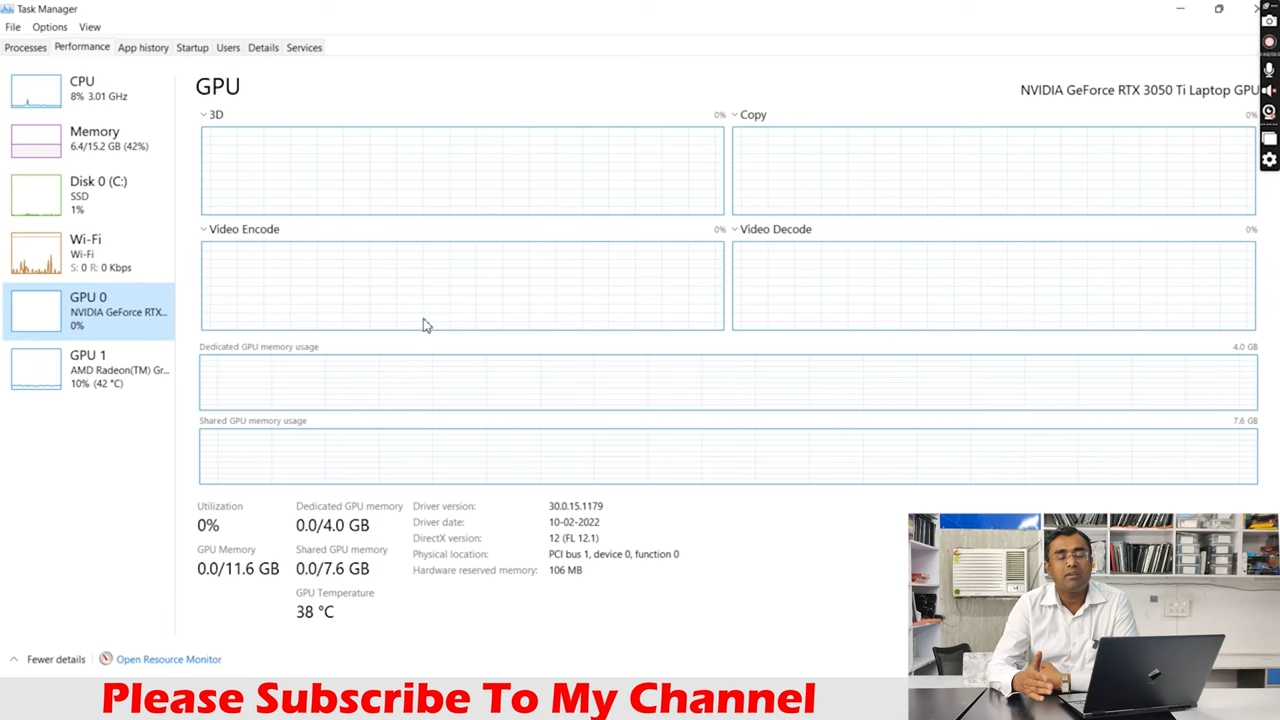 Task Manager
File Options View
Processes Performance App history Startup Users Details Services
CPU
8% 3.01 GHz
Memory
6.4/15.2 GB (42%)
Disk 0 (C:)
SSD
1%
Wi-Fi
Wi-Fi
S: 0 R: 0 Kbps
GPU 0
NVIDIA GeForce RTX...
0%
GPU 1
AMD Radeon(TM) Gr...
10% (42 °C)
GPU
NVIDIA GeForce RTX 3050 Ti Laptop GPU
3D 0% Copy 0%
Video Encode 0% Video Decode 0%
Dedicated GPU memory usage 4.0 GB
Shared GPU memory usage 7.6 GB
Utilization
0%
Dedicated GPU memory
0.0/4.0 GB
GPU Memory
0.0/11.6 GB
Shared GPU memory
0.0/7.6 GB
GPU Temperature
38 °C
Driver version: 30.0.15.1179
Driver date: 10-02-2022
DirectX version: 12 (FL 12.1)
Physical location: PCI bus 1, device 0, function 0
Hardware reserved memory: 106 MB
Fewer details Open Resource Monitor
Please Subscribe To My Channel